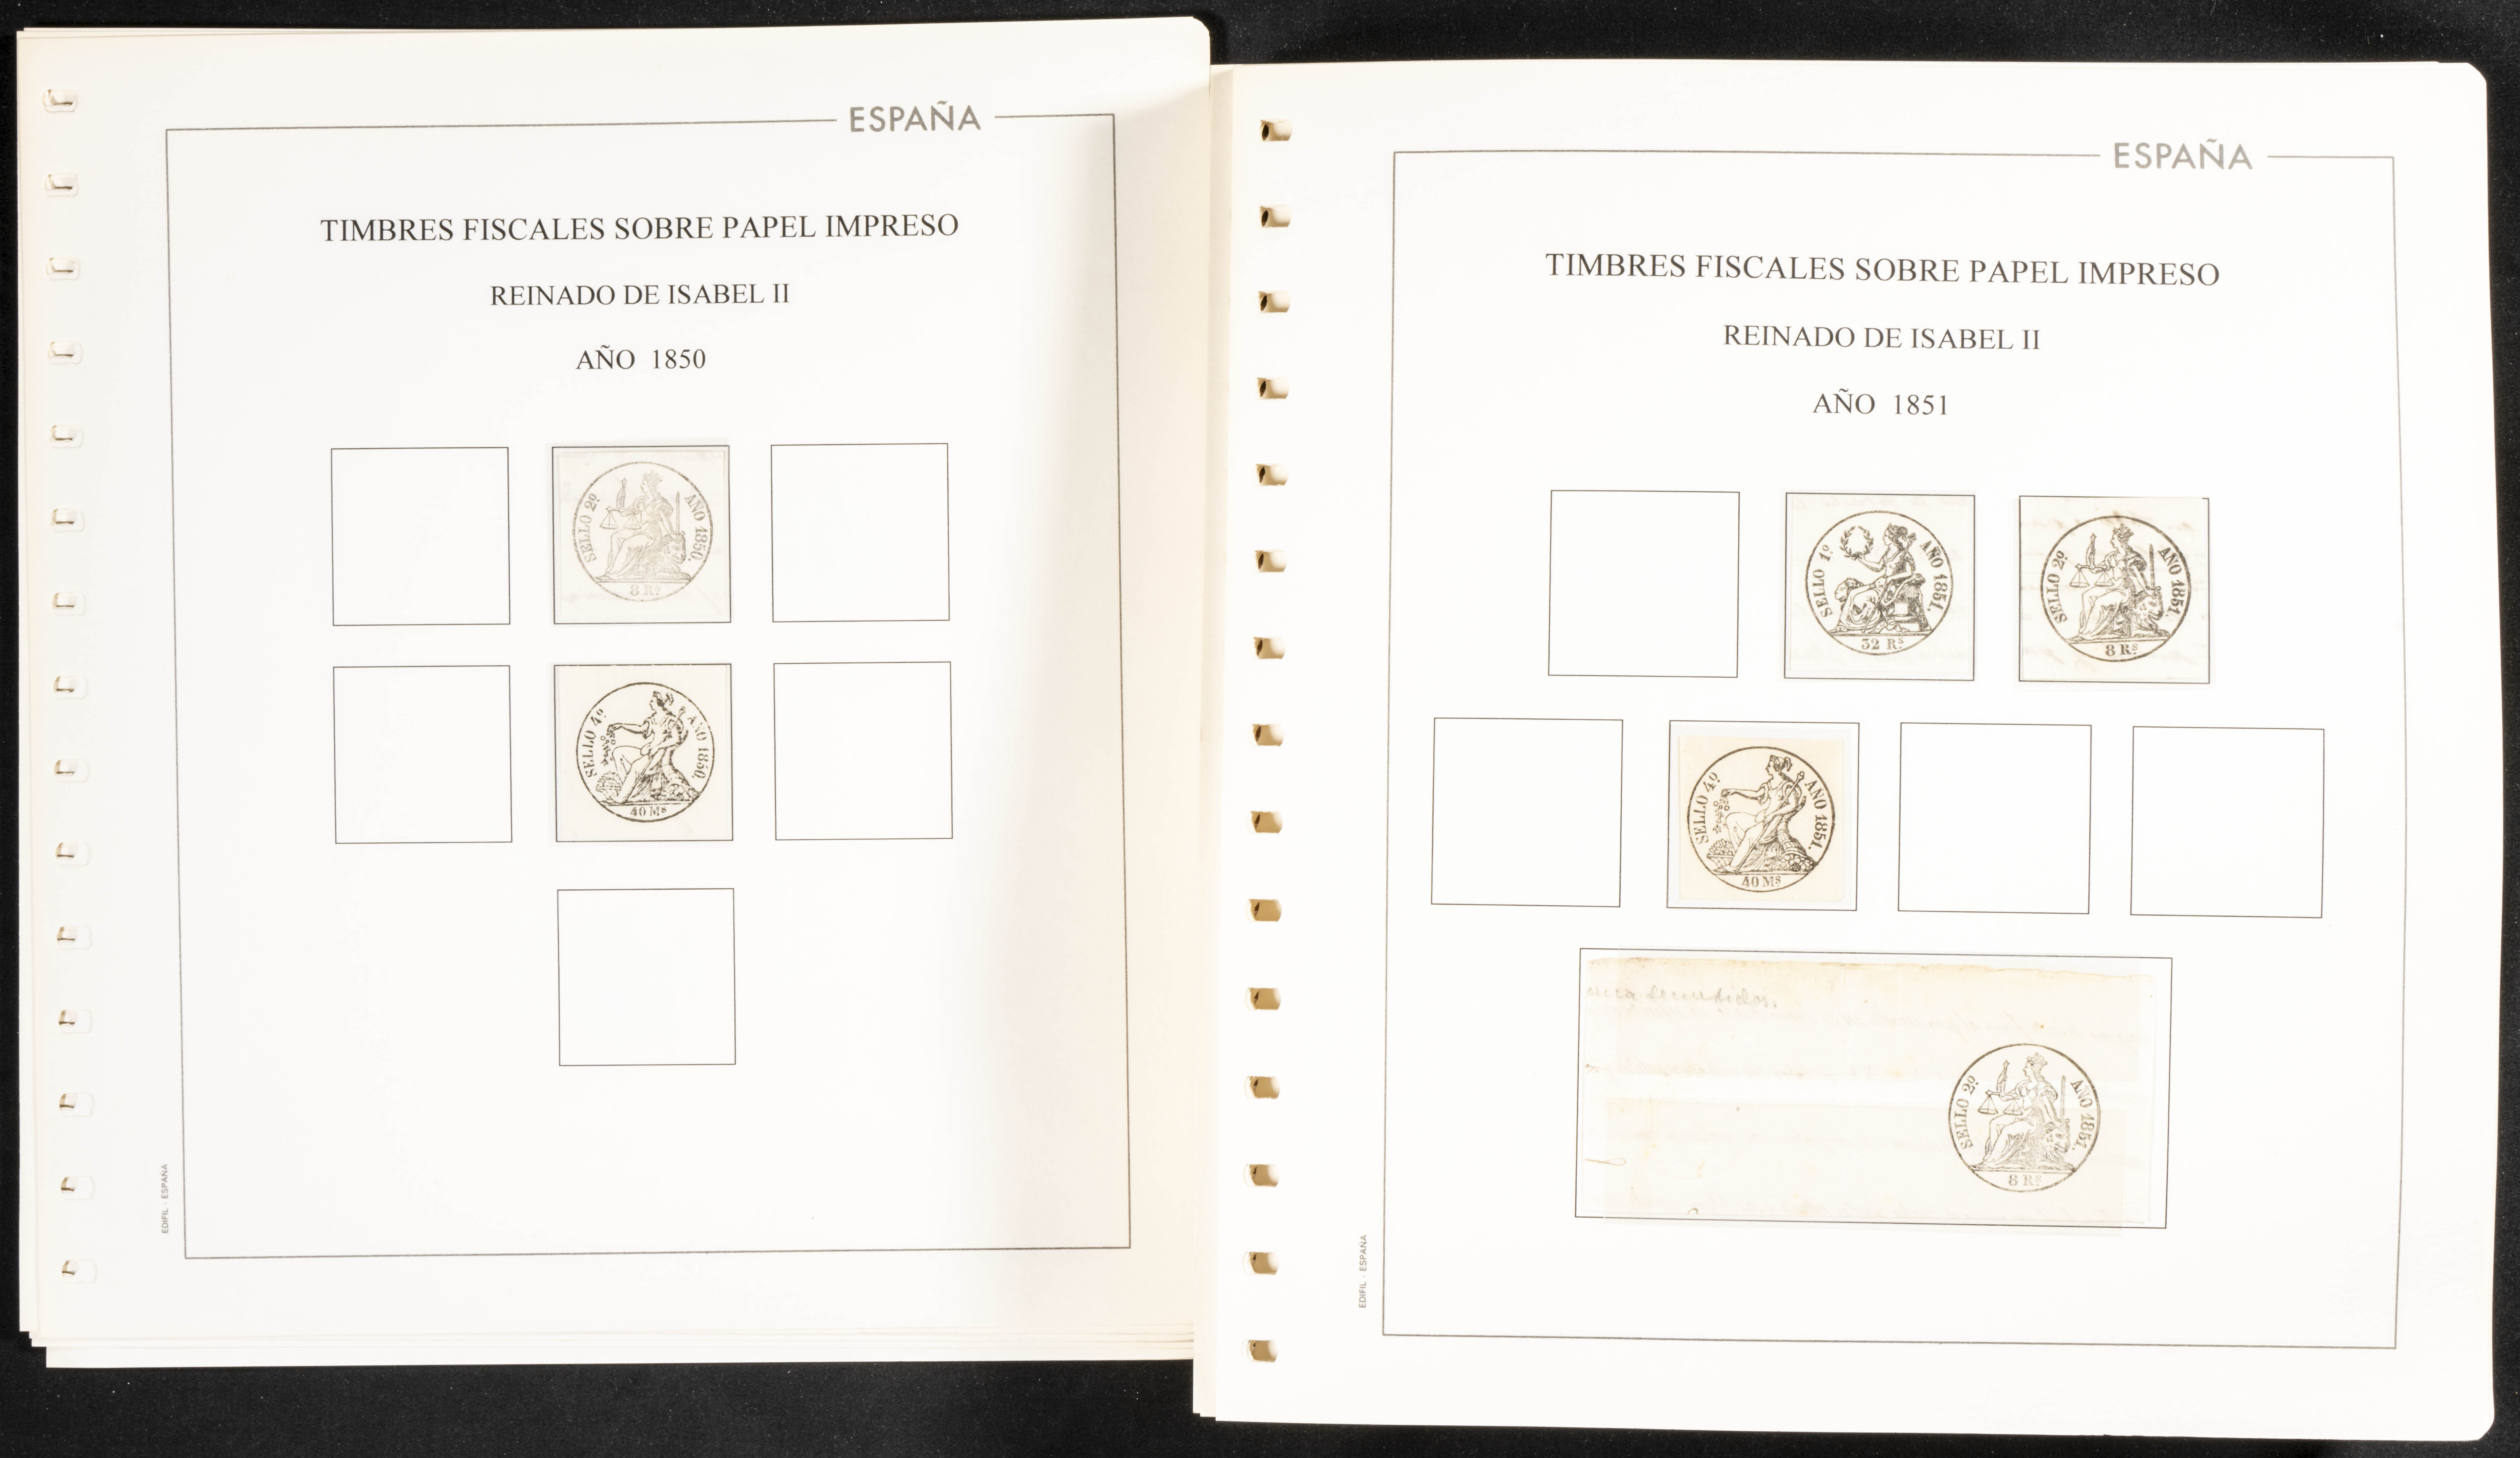 ESPAÑA
TIMBRES FISCALES SOBRE PAPEL IMPRESO
REINADO DE ISABEL II
AÑO 1850
SELLO 2º AÑO 1850.
8 Rs
SELLO 4º AÑO 1850.
40 Ms
EDIFIL - ESPAÑA
ESPAÑA
TIMBRES FISCALES SOBRE PAPEL IMPRESO
REINADO DE ISABEL II
AÑO 1851
SELLO 1º AÑO 1851.
32 Rs
SELLO 2º AÑO 1851.
8 Rs
SELLO 4º AÑO 1851.
40 Ms
SELLO 2º AÑO 1851.
8 Rs
EDIFIL - ESPAÑA